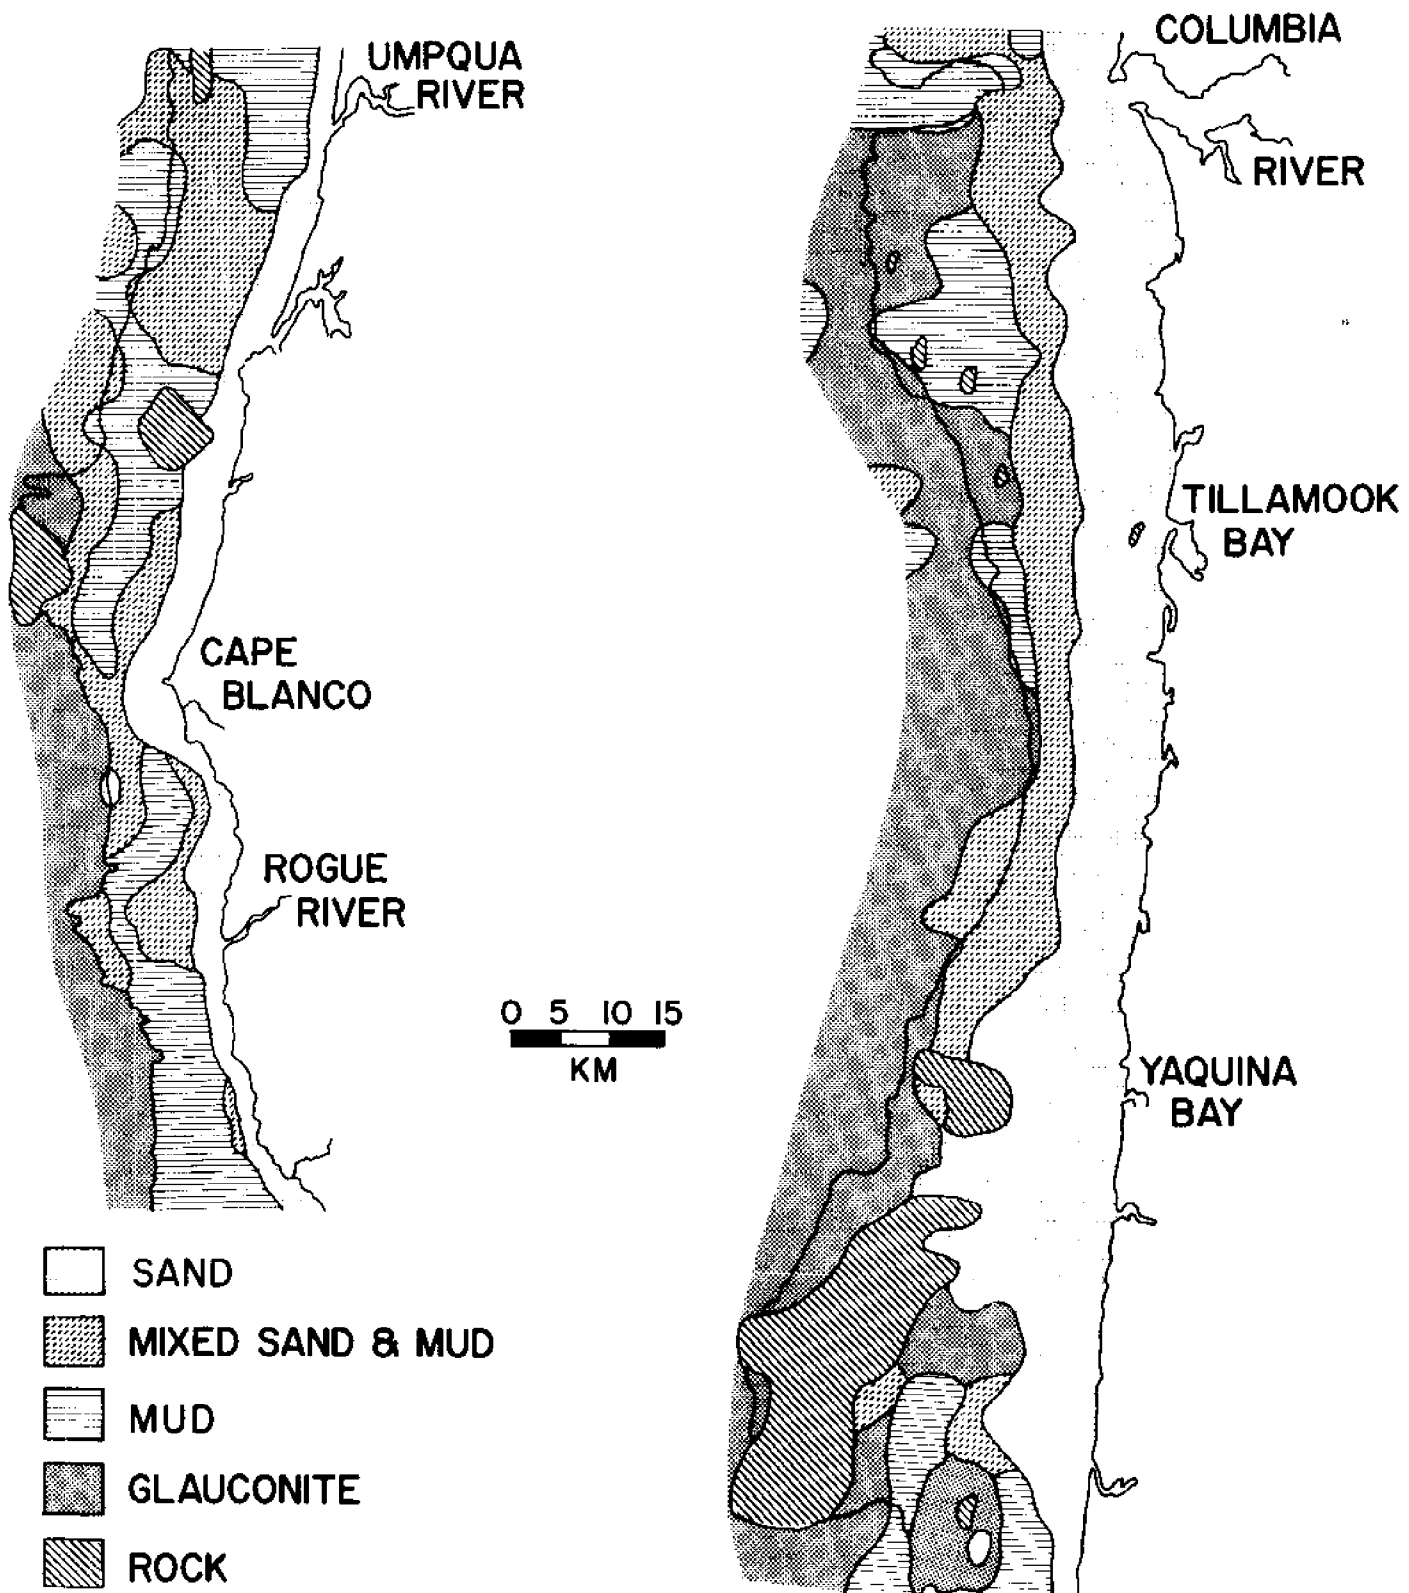 UMPQUA
RIVER
COLUMBIA
RIVER
TILLAMOOK
BAY
CAPE
BLANCO
ROGUE
RIVER
0 5 10 15
KM
YAQUINA
BAY
SAND
MIXED SAND & MUD
MUD
GLAUCONITE
ROCK